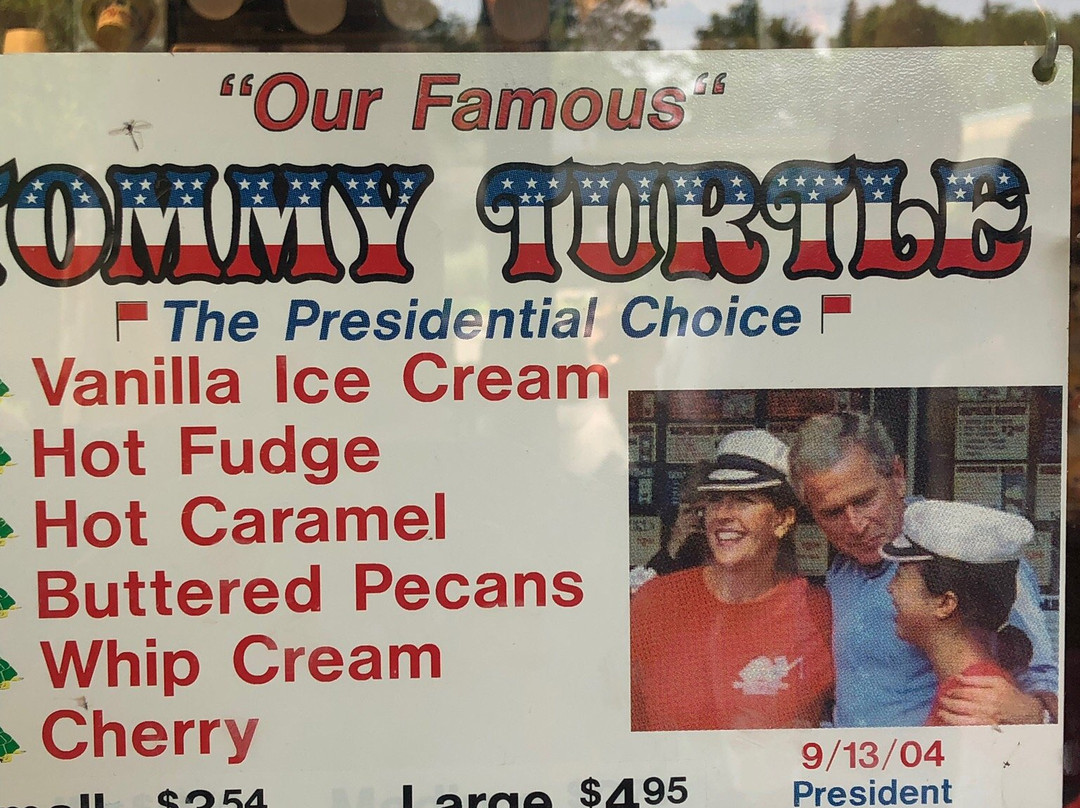 “Our Famous“
TOMMY TURTLE
The Presidential Choice
Vanilla Ice Cream
Hot Fudge
Hot Caramel
Buttered Pecans
Whip Cream
Cherry
9/13/04
Large $4 95
President